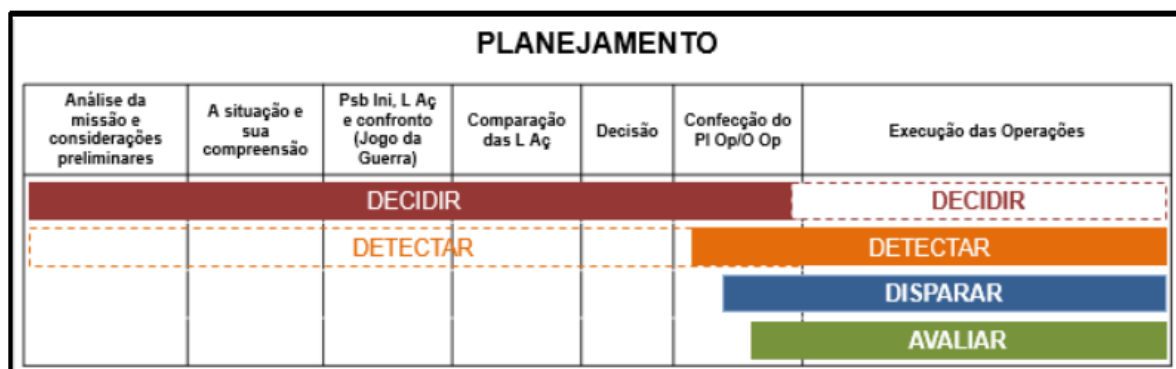 PLANEJAMENTO
Análise da
missão e
considerações
preliminares
A situação e
sua
compreensão
Psb Ini, L Aç
e confronto
(Jogo da
Guerra)
Comparação
das L Aç
Decisão
Confecção do
Pl Op/O Op
Execução das Operações
DECIDIR
DECIDIR
DETECTAR
DETECTAR
DISPARAR
AVALIAR